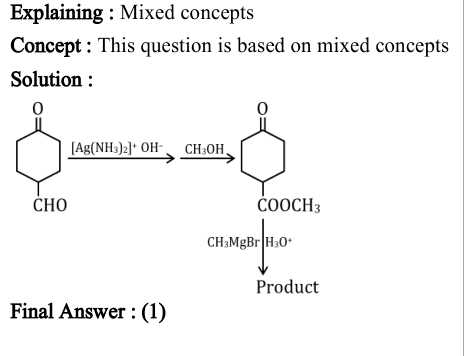 Explaining : Mixed concepts
Concept : This question is based on mixed concepts
Solution :
O
O
[Ag(NH₃)₂]⁺ OH⁻
CH₃OH
CHO
COOCH₃
CH₃MgBr
H₃O⁺
Product
Final Answer : (1)